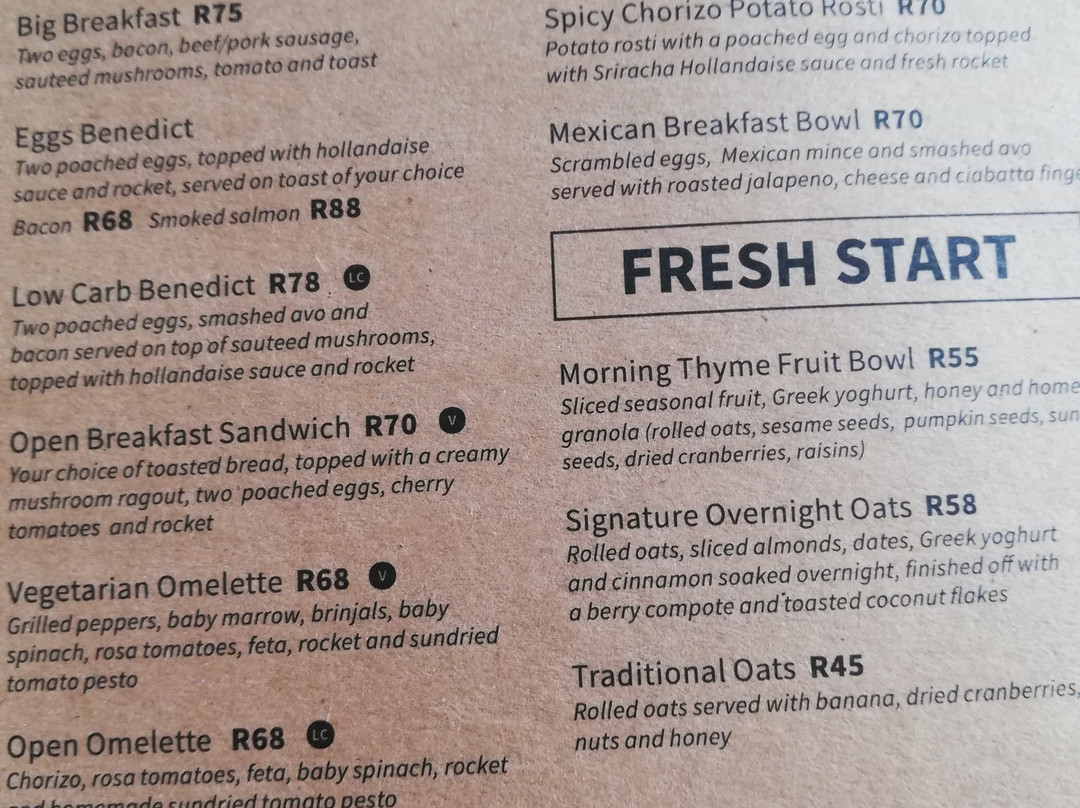 Big Breakfast R75
Two eggs, bacon, beef/pork sausage,
sauteed mushrooms, tomato and toast
Eggs Benedict
Two poached eggs, topped with hollandaise
sauce and rocket, served on toast of your choice
Bacon R68 Smoked salmon R88
Low Carb Benedict R78 LC
Two poached eggs, smashed avo and
bacon served on top of sauteed mushrooms,
topped with hollandaise sauce and rocket
Open Breakfast Sandwich R70 V
Your choice of toasted bread, topped with a creamy
mushroom ragout, two poached eggs, cherry
tomatoes and rocket
Vegetarian Omelette R68 V
Grilled peppers, baby marrow, brinjals, baby
spinach, rosa tomatoes, feta, rocket and sundried
tomato pesto
Open Omelette R68 LC
Chorizo, rosa tomatoes, feta, baby spinach, rocket
and homemade sundried tomato pesto
Spicy Chorizo Potato Rosti R70
Potato rosti with a poached egg and chorizo topped
with Sriracha Hollandaise sauce and fresh rocket
Mexican Breakfast Bowl R70
Scrambled eggs, Mexican mince and smashed avo
served with roasted jalapeno, cheese and ciabatta finge
FRESH START
Morning Thyme Fruit Bowl R55
Sliced seasonal fruit, Greek yoghurt, honey and home
granola (rolled oats, sesame seeds, pumpkin seeds, sun
seeds, dried cranberries, raisins)
Signature Overnight Oats R58
Rolled oats, sliced almonds, dates, Greek yoghurt
and cinnamon soaked overnight, finished off with
a berry compote and toasted coconut flakes
Traditional Oats R45
Rolled oats served with banana, dried cranberries,
nuts and honey